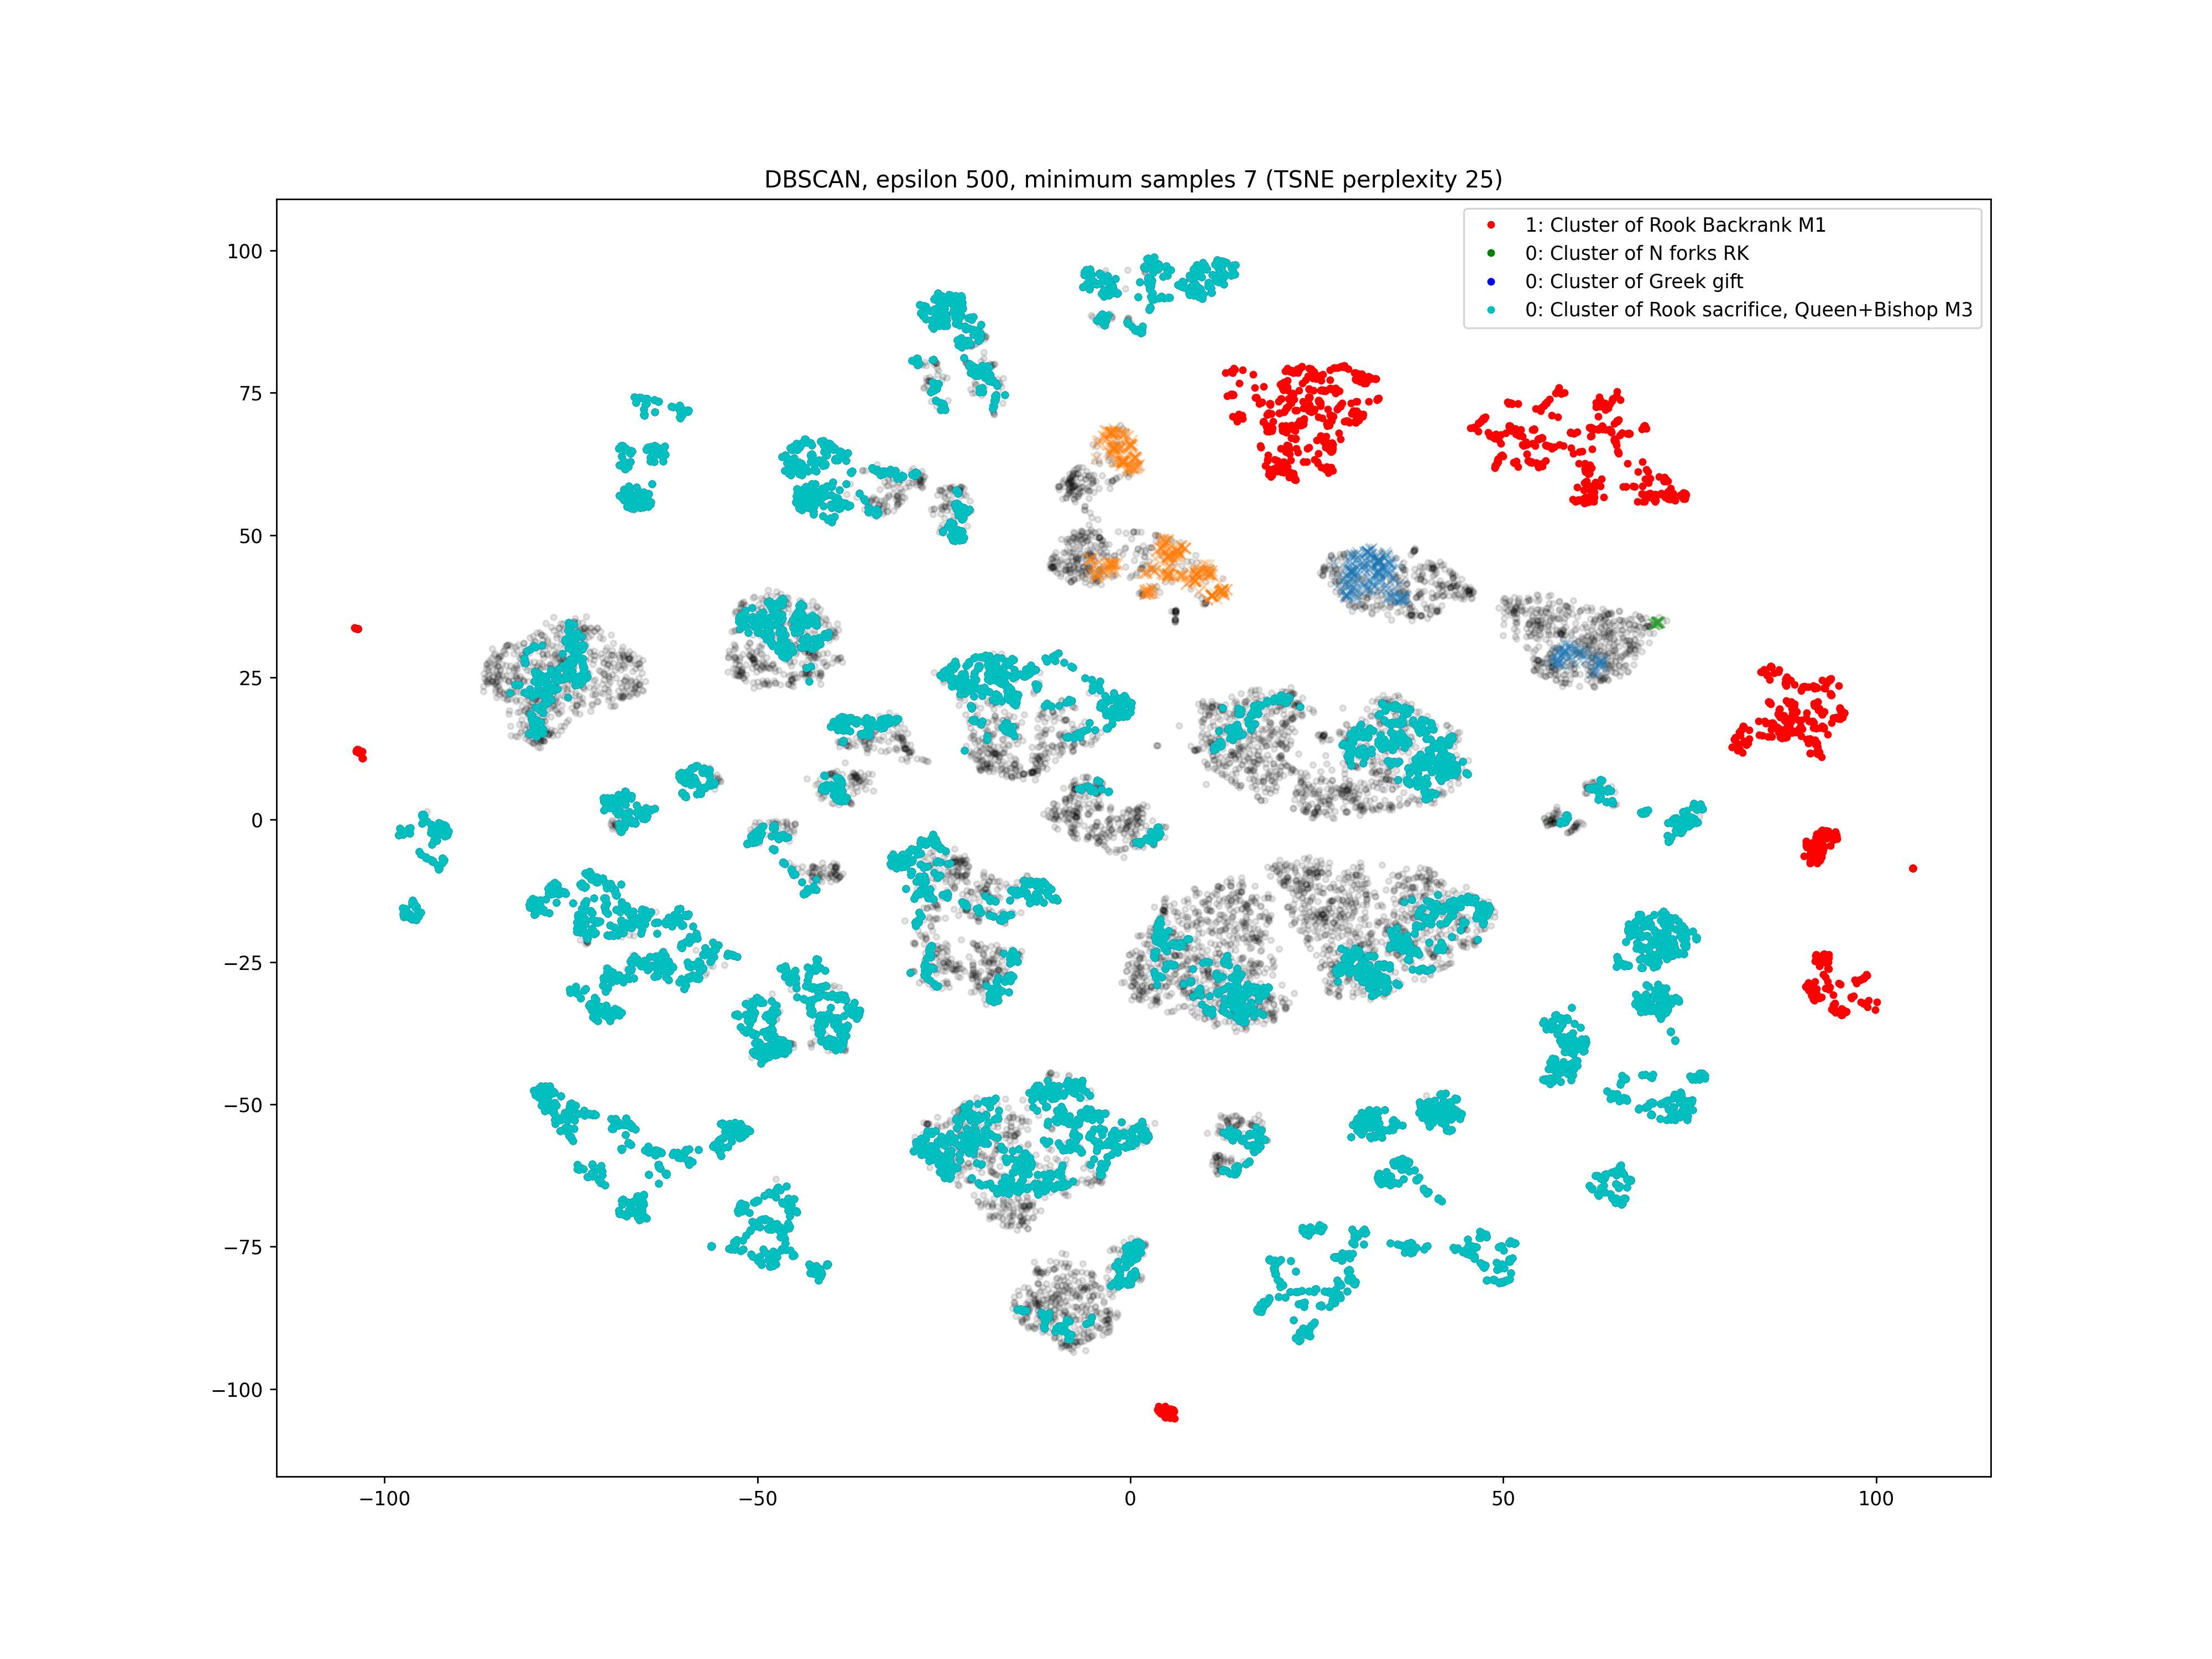 DBSCAN, epsilon 500, minimum samples 7 (TSNE perplexity 25)
1: Cluster of Rook Backrank M1
0: Cluster of N forks RK
0: Cluster of Greek gift
0: Cluster of Rook sacrifice, Queen+Bishop M3
100
75
50
25
0
−25
−50
−75
−100
−100 −50 0 50 100